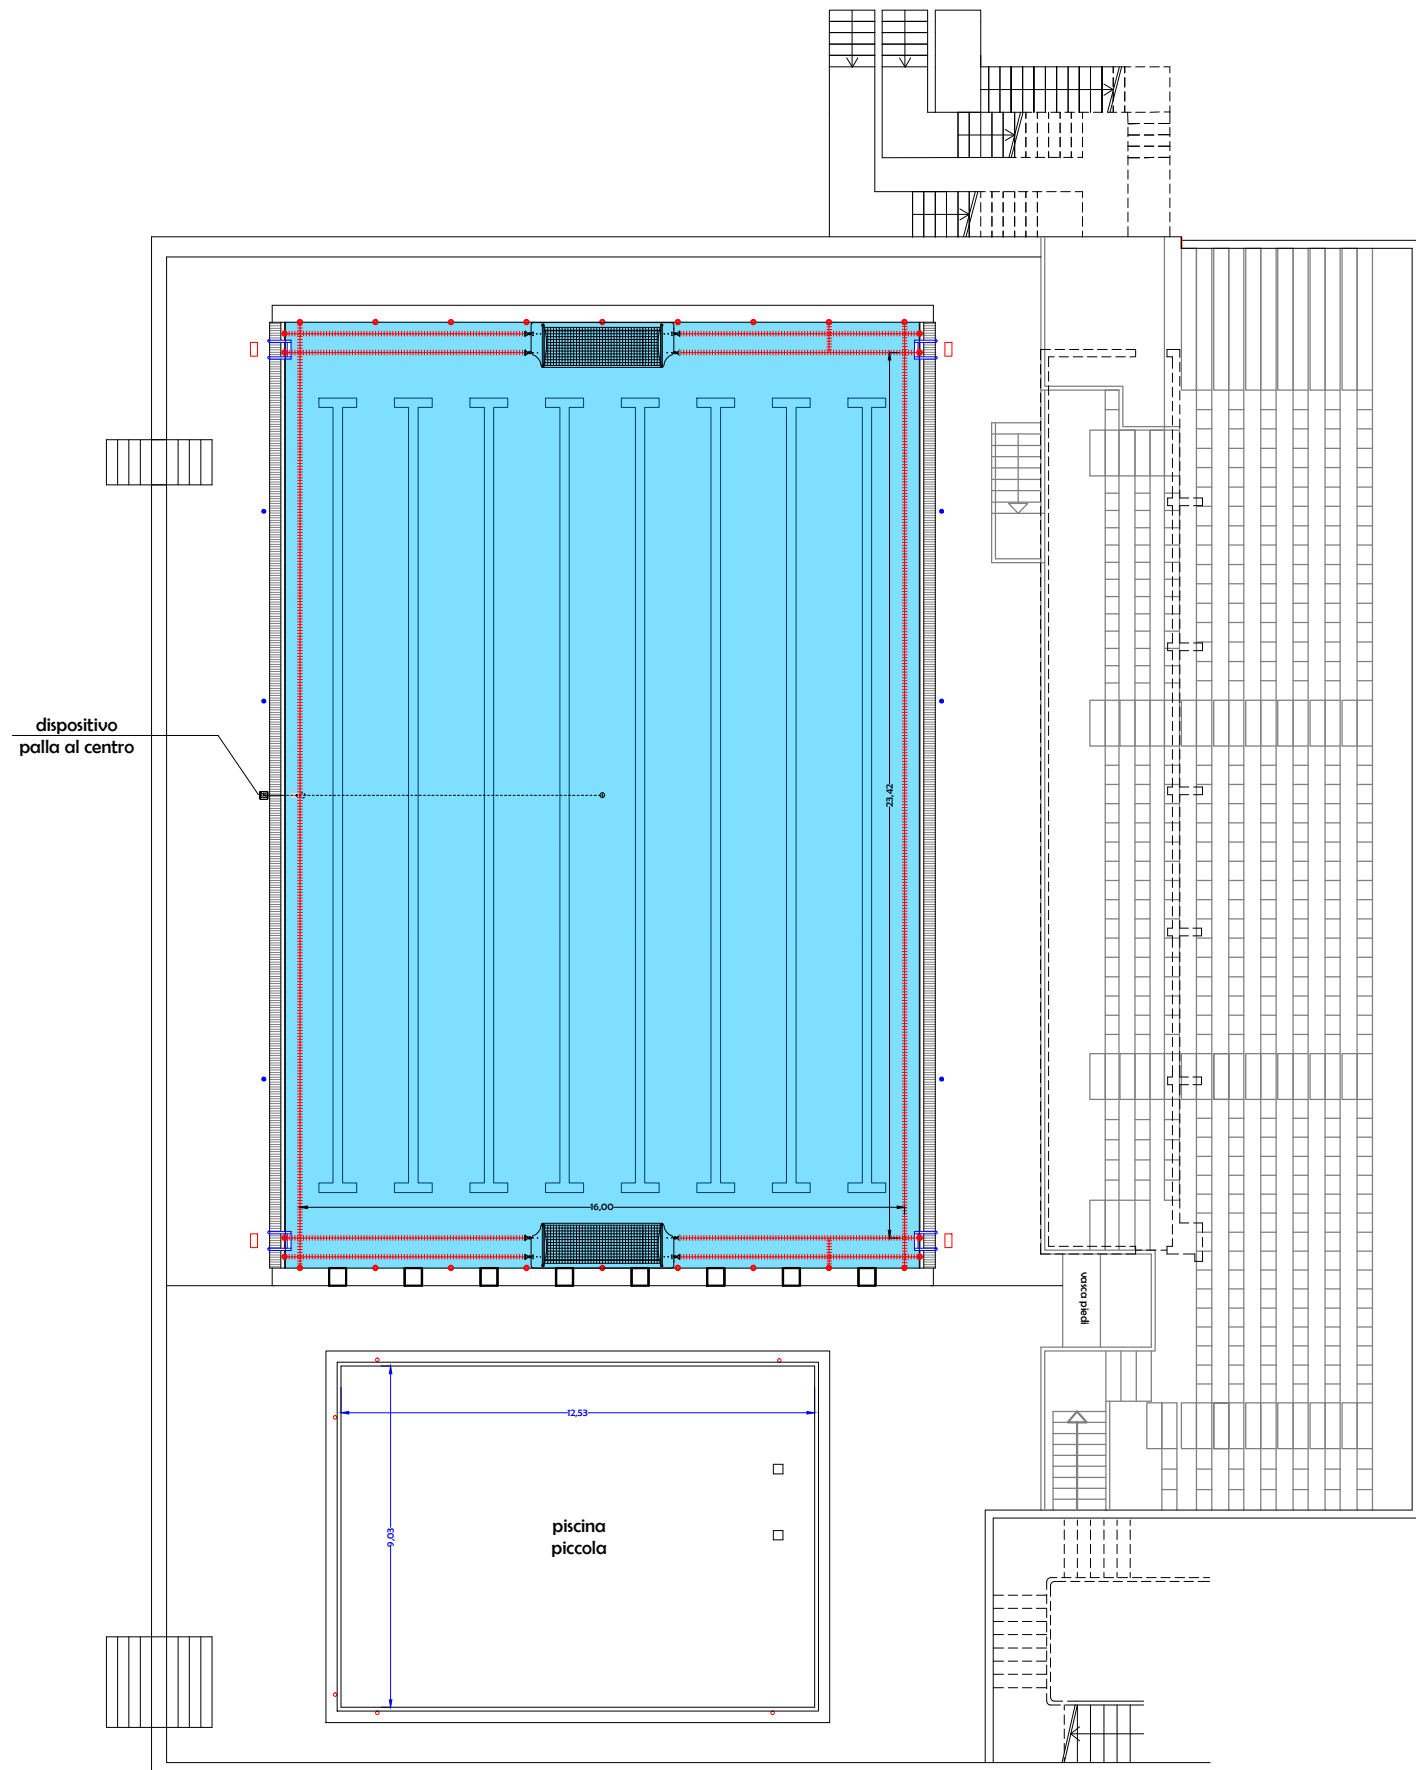 dispositivo
palla al centro
23,42
16,00
vasca piedi
12,53
9,03
piscina
piccola